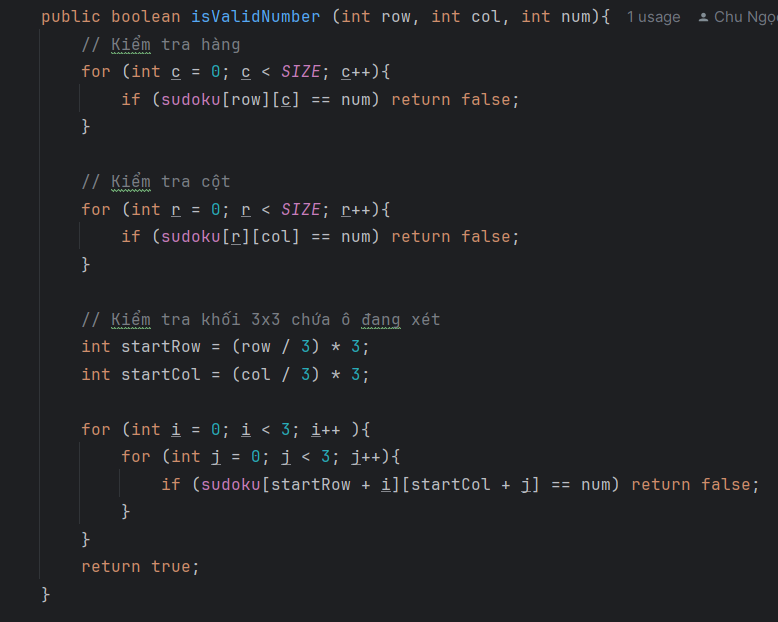 public boolean isValidNumber (int row, int col, int num){ 1 usage Chu
// Kiểm tra hàng
for (int c = 0; c < SIZE; c++){
if (sudoku[row][c] == num) return false;
}
// Kiểm tra cột
for (int r = 0; r < SIZE; r++){
if (sudoku[r][col] == num) return false;
}
// Kiểm tra khối 3x3 chứa ô đang xét
int startRow = (row / 3) * 3;
int startCol = (col / 3) * 3;
for (int i = 0; i < 3; i++ ){
for (int j = 0; j < 3; j++){
if (sudoku[startRow + i][startCol + j] == num) return false;
}
}
return true;
}